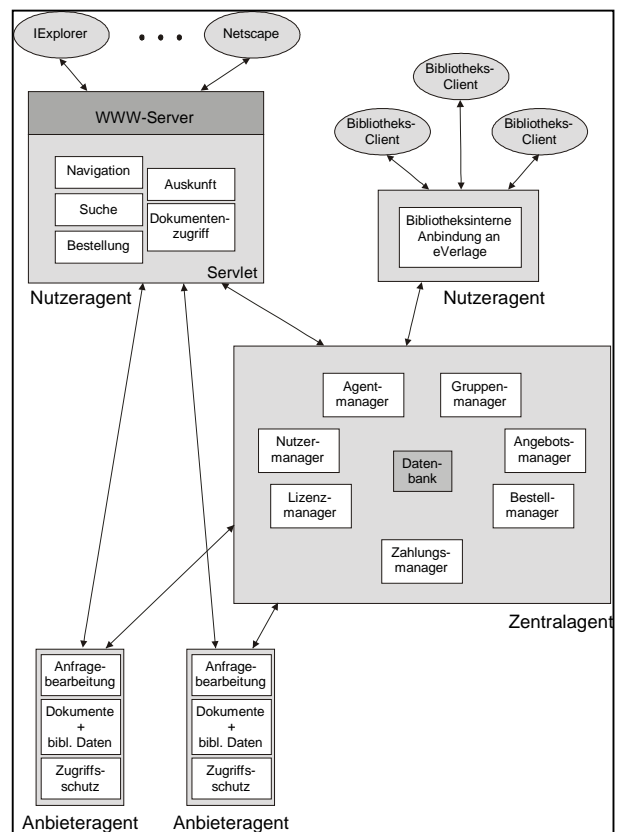 IExplorer
Netscape
WWW-Server
Navigation
Suche
Bestellung
Auskunft
Dokumenten-
zugriff
Servlet
Nutzeragent
Bibliotheks-
Client
Bibliotheks-
Client
Bibliotheks-
Client
Bibliotheksinterne
Anbindung an
eVerlage
Nutzeragent
Agent-
manager
Gruppen-
manager
Nutzer-
manager
Daten-
bank
Angebots-
manager
Lizenz-
manager
Bestell-
manager
Zahlungs-
manager
Zentralagent
Anfrage-
bearbeitung
Dokumente
+
bibl. Daten
Zugriffs-
schutz
Anbieteragent
Anfrage-
bearbeitung
Dokumente
+
bibl. Daten
Zugriffs-
schutz
Anbieteragent